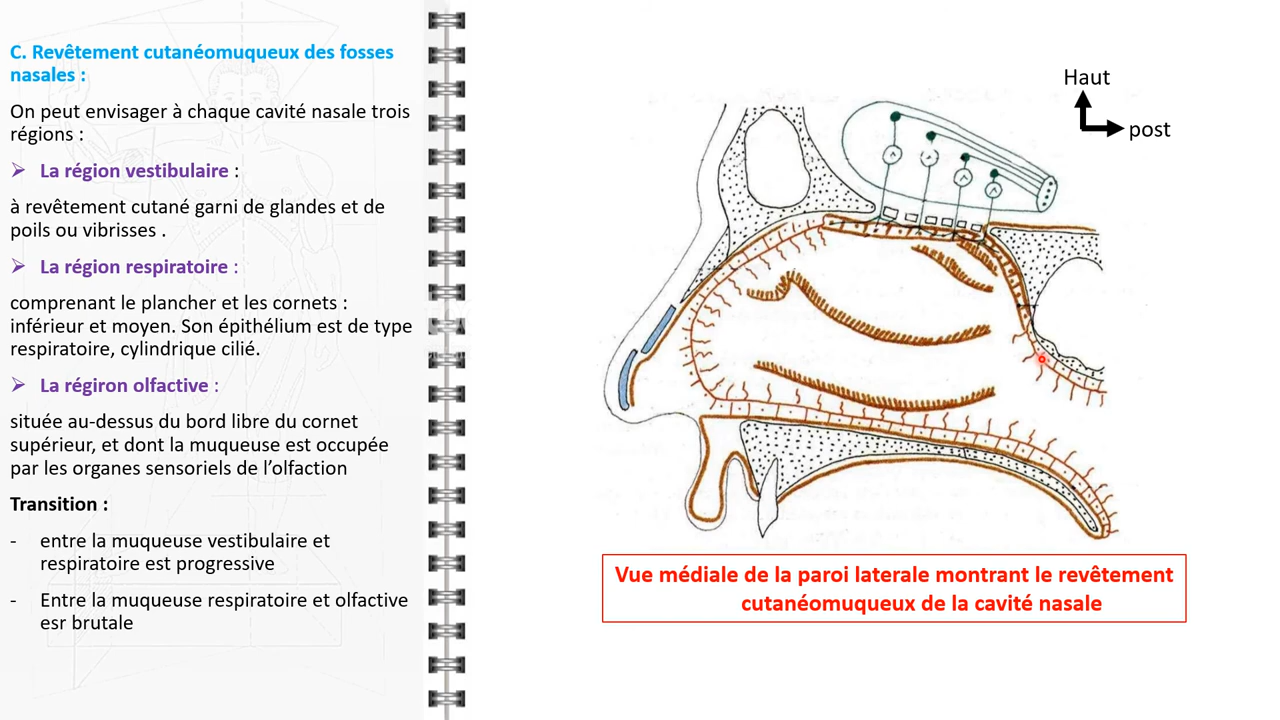 C. Revêtement cutanéomuqueux des fosses
nasales :
On peut envisager à chaque cavité nasale trois
régions :
La région vestibulaire :
à revêtement cutané garni de glandes et de
poils ou vibrisses .
La région respiratoire :
comprenant le plancher et les cornets :
inférieur et moyen. Son épithélium est de type
respiratoire, cylindrique cilié.
La régiron olfactive :
située au-dessus du bord libre du cornet
supérieur, et dont la muqueuse est occupée
par les organes sensoriels de l’olfaction
Transition :
- entre la muqueuse vestibulaire et
respiratoire est progressive
- Entre la muqueuse respiratoire et olfactive
esr brutale
Haut
post
Vue médiale de la paroi laterale montrant le revêtement
cutanéomuqueux de la cavité nasale